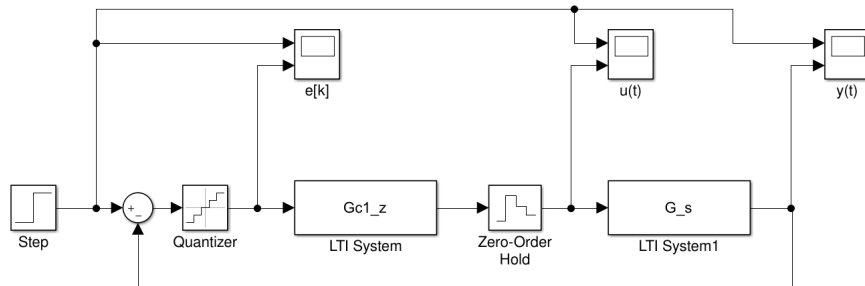 e[k]
u(t)
y(t)
+
−
Gc1_z
G_s
Step
Quantizer
LTI System
Zero-Order
Hold
LTI System1